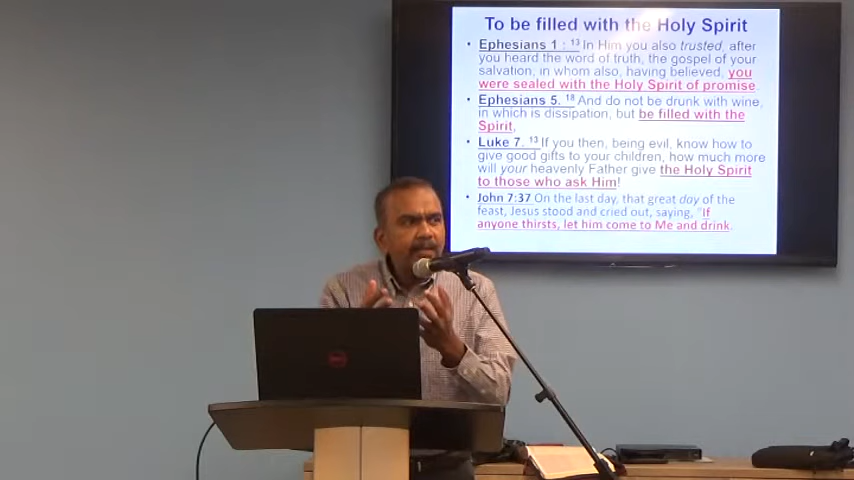 To be filled with the Holy Spirit
• Ephesians 1 : 13 In Him you also trusted, after
you heard the word of truth, the gospel of your
salvation; in whom also, having believed, you
were sealed with the Holy Spirit of promise.
• Ephesians 5. 18 And do not be drunk with wine,
in which is dissipation; but be filled with the
Spirit,
• Luke 7. 13 If you then, being evil, know how to
give good gifts to your children, how much more
will your heavenly Father give the Holy Spirit
to those who ask Him!
• John 7:37 On the last day, that great day of the
feast, Jesus stood and cried out, saying, "If
anyone thirsts, let him come to Me and drink.
DELL